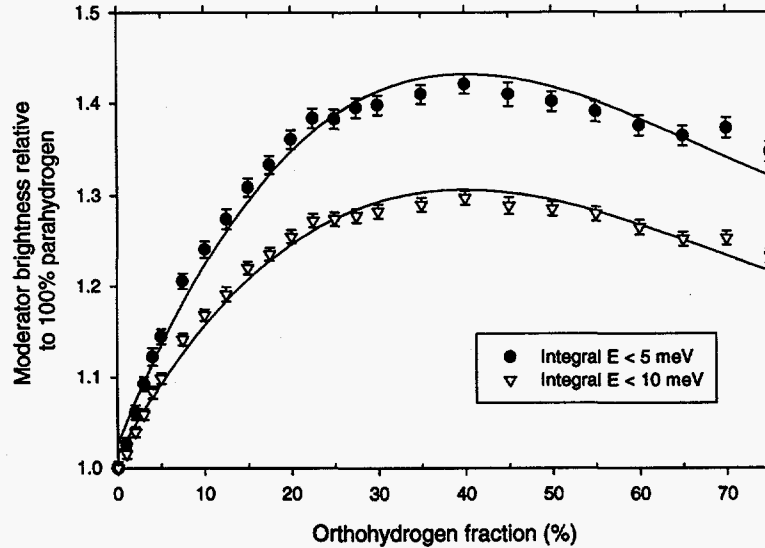 1.5
1.4
1.3
1.2
1.1
1.0
Moderator brightness relative
to 100% parahydrogen
Integral E < 5 meV
Integral E < 10 meV
0 10 20 30 40 50 60 70
Orthohydrogen fraction (%)